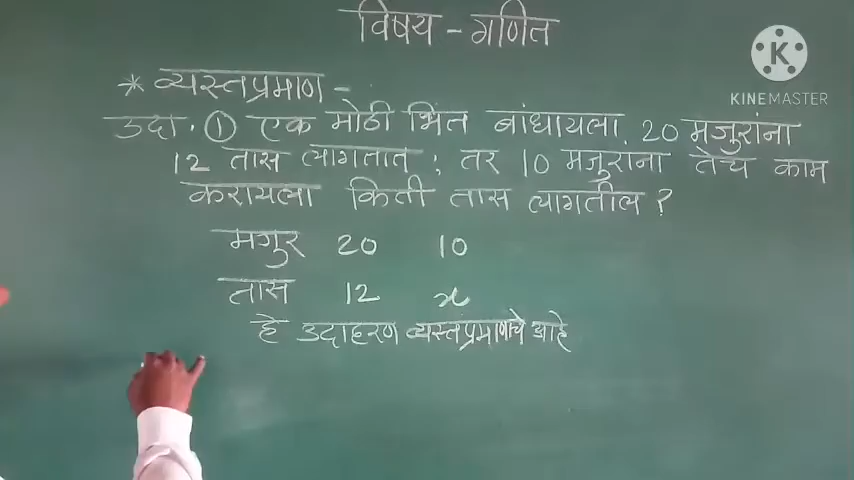 विषय - गणित
K
KINEMASTER
* व्यस्तप्रमाण -
उदा. ① एक मोठी भिंत बांधायला. 20 मजुरांना
12 तास लागतात ; तर 10 मजुरांना तेच काम
करायला किती तास लागतील ?
मगुर 20 10
तास 12 x
हे उदाहरण व्यस्तप्रमाणाचे आहे